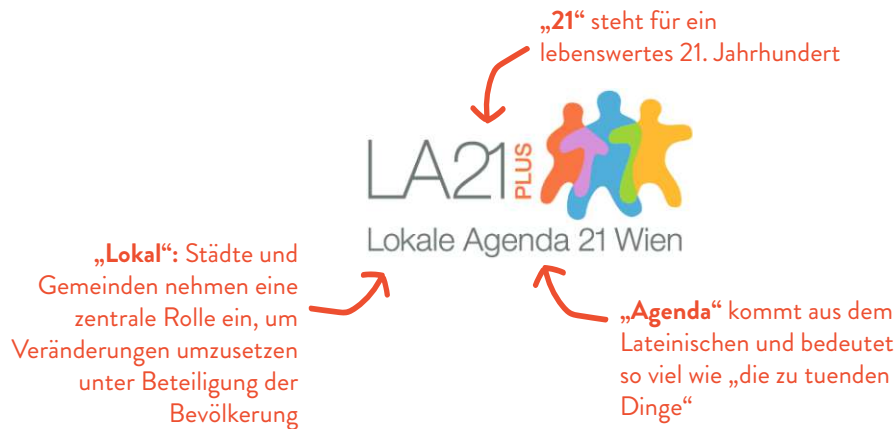 „21“ steht für ein
lebenswertes 21. Jahrhundert
LA21
PLUS
Lokale Agenda 21 Wien
„Lokal“: Städte und
Gemeinden nehmen eine
zentrale Rolle ein, um
Veränderungen umzusetzen
unter Beteiligung der
Bevölkerung
„Agenda“ kommt aus dem
Lateinischen und bedeutet
so viel wie „die zu tuenden
Dinge“